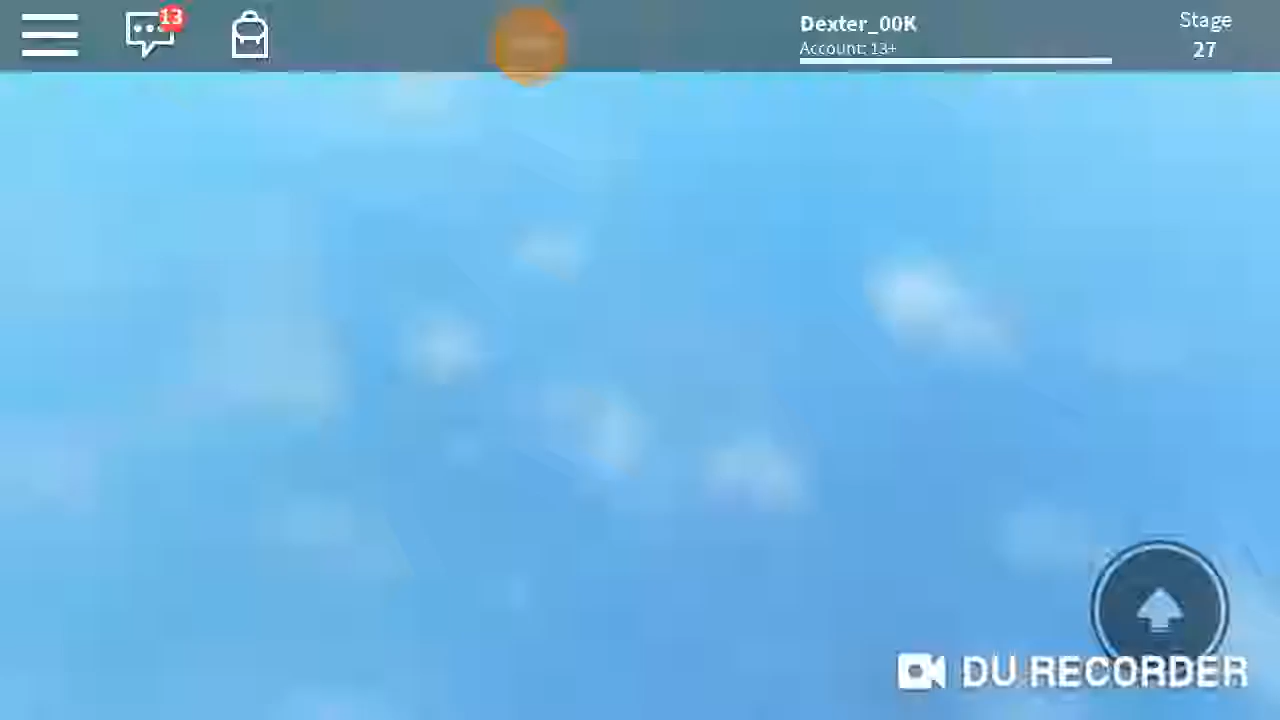 13
Dexter_00K
Account: 13+
Stage
27
DU RECORDER